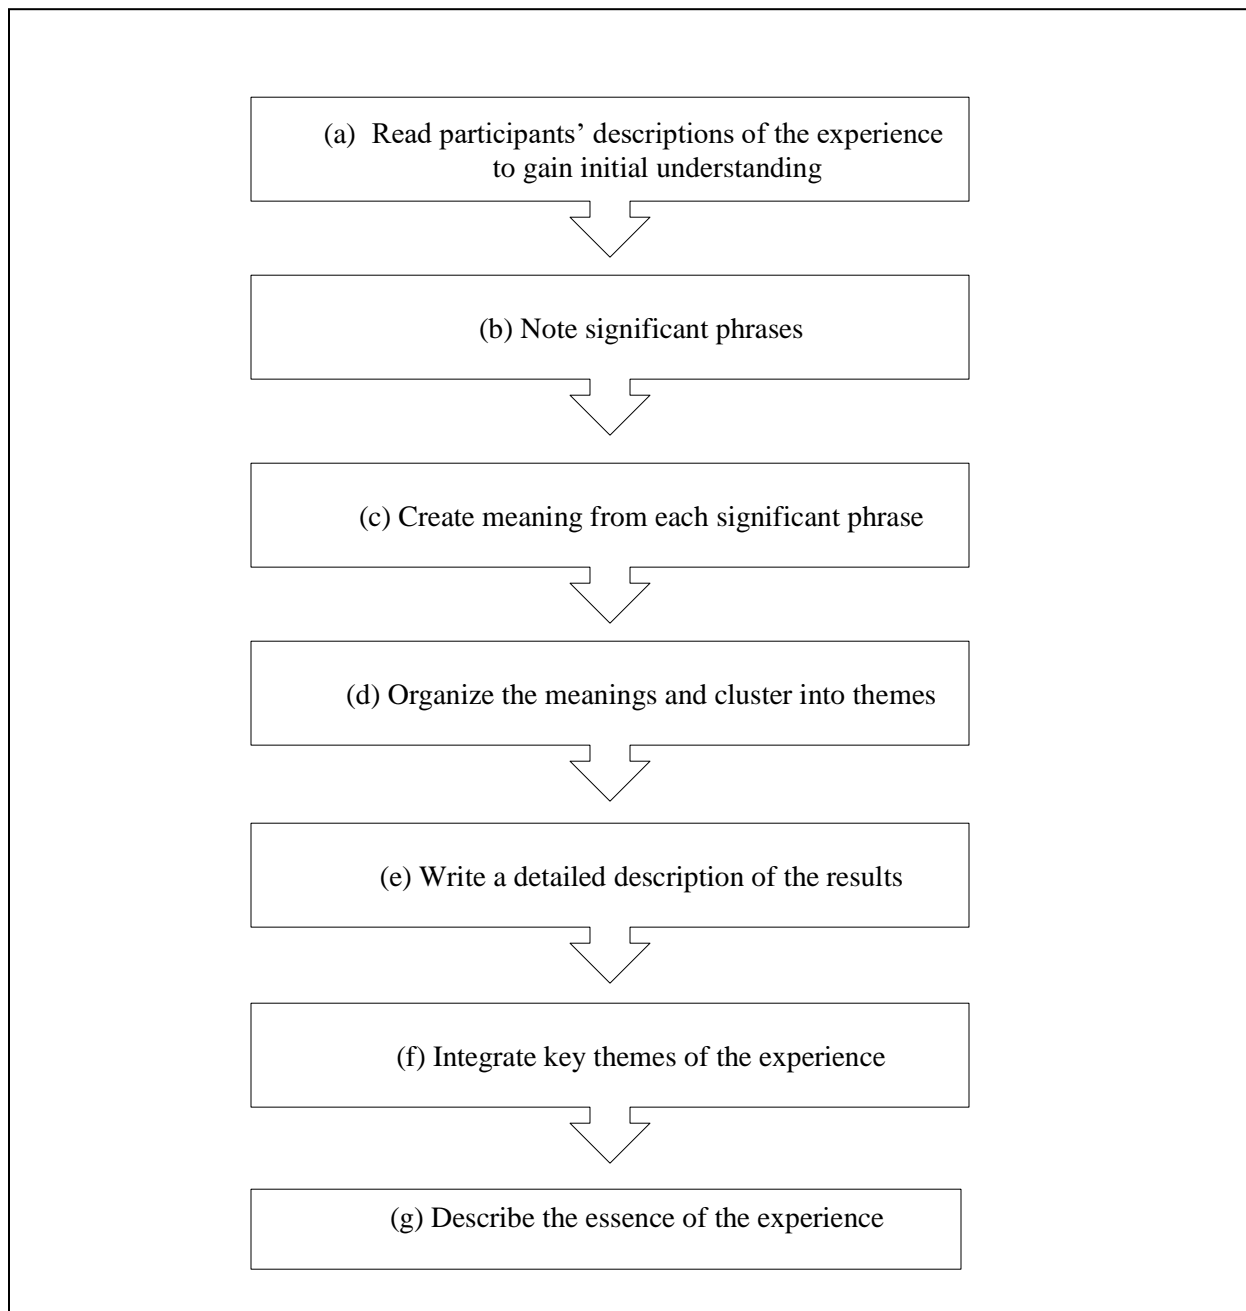 (a) Read participants’ descriptions of the experience
to gain initial understanding
(b) Note significant phrases
(c) Create meaning from each significant phrase
(d) Organize the meanings and cluster into themes
(e) Write a detailed description of the results
(f) Integrate key themes of the experience
(g) Describe the essence of the experience